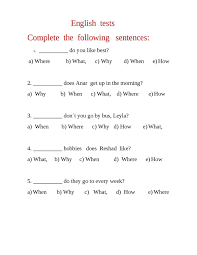 English tests
Complete the following sentences:
1. __________ do you like best?
a) Where b) What, c) Why d) When e) How
2. __________ does Anar get up in the morning?
a) Why b) When c) What, d) Where e) How
3. __________ don`t you go by bus, Leyla?
a) When b) Where c) Why d) How e) What,
4. __________ hobbies does Reshad like?
a) What, b) Where c) Why d) When e) How
5. __________ do they go to every week?
a) When b) Why c) What, d) How e) Where